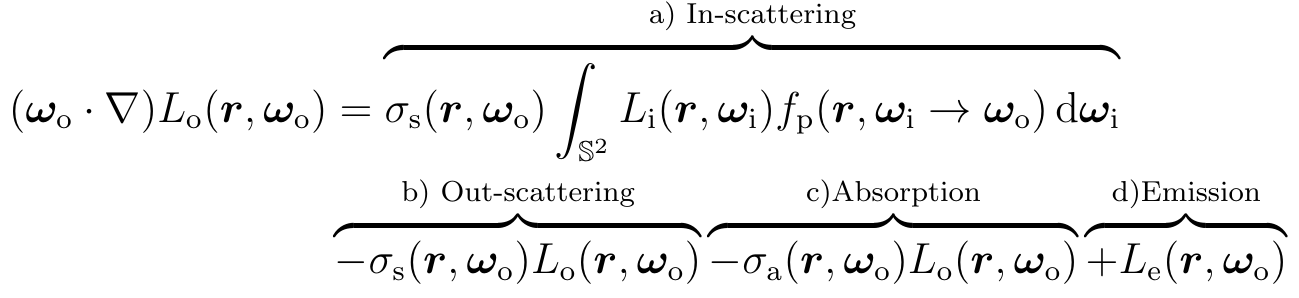 a) In-scattering
(ω_o · ∇)L_o(r, ω_o) = σ_s(r, ω_o) ∫_{𝕊²} L_i(r, ω_i) f_p(r, ω_i → ω_o) dω_i
b) Out-scattering c)Absorption d)Emission
−σ_s(r, ω_o)L_o(r, ω_o) −σ_a(r, ω_o)L_o(r, ω_o) +L_e(r, ω_o)